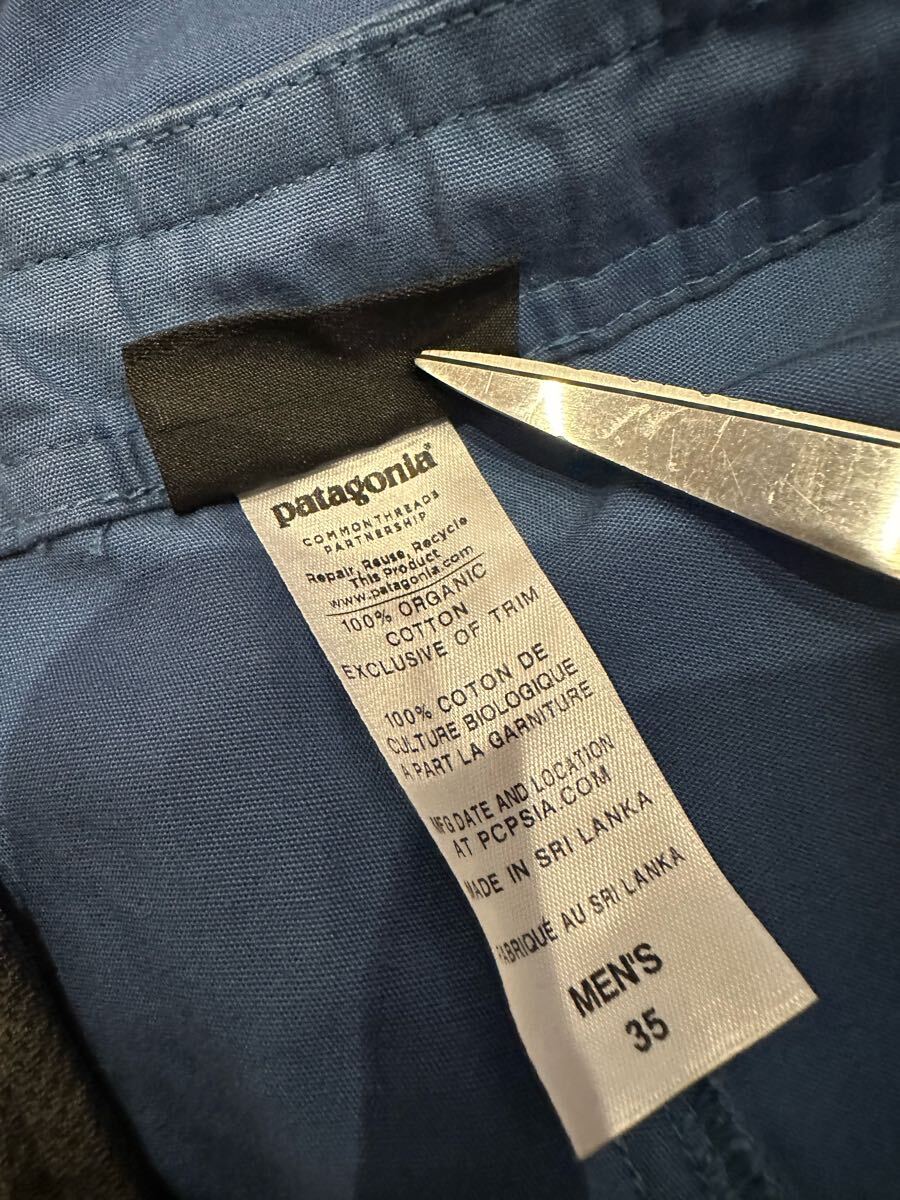 patagonia®
COMMONTHREADS
PARTNERSHIP
Repair, Reuse, Recycle
This Product
www.patagonia.com
100% ORGANIC
COTTON
EXCLUSIVE OF TRIM
100% COTON DE
CULTURE BIOLOGIQUE
A PART LA GARNITURE
MFG DATE AND LOCATION
AT PCPSIA.COM
MADE IN SRI LANKA
FABRIQUÉ AU SRI LANKA
MEN'S
35